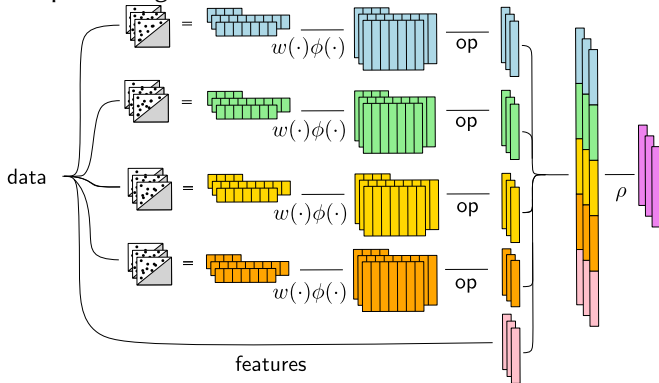 =
w(·)ϕ(·)
op
=
w(·)ϕ(·)
op
data
ρ
=
w(·)ϕ(·)
op
=
w(·)ϕ(·)
op
features